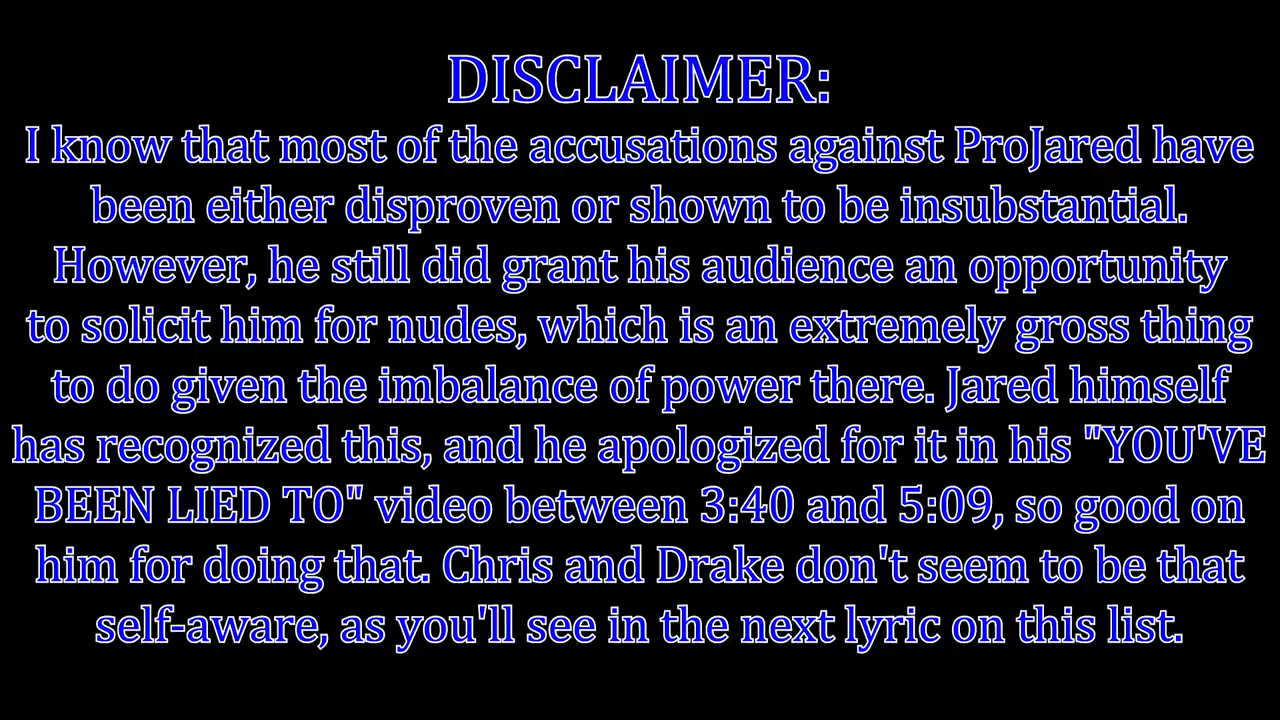 DISCLAIMER:
I know that most of the accusations against ProJared have
been either disproven or shown to be insubstantial.
However, he still did grant his audience an opportunity
to solicit him for nudes, which is an extremely gross thing
to do given the imbalance of power there. Jared himself
has recognized this, and he apologized for it in his "YOU'VE
BEEN LIED TO" video between 3:40 and 5:09, so good on
him for doing that. Chris and Drake don't seem to be that
self-aware, as you'll see in the next lyric on this list.